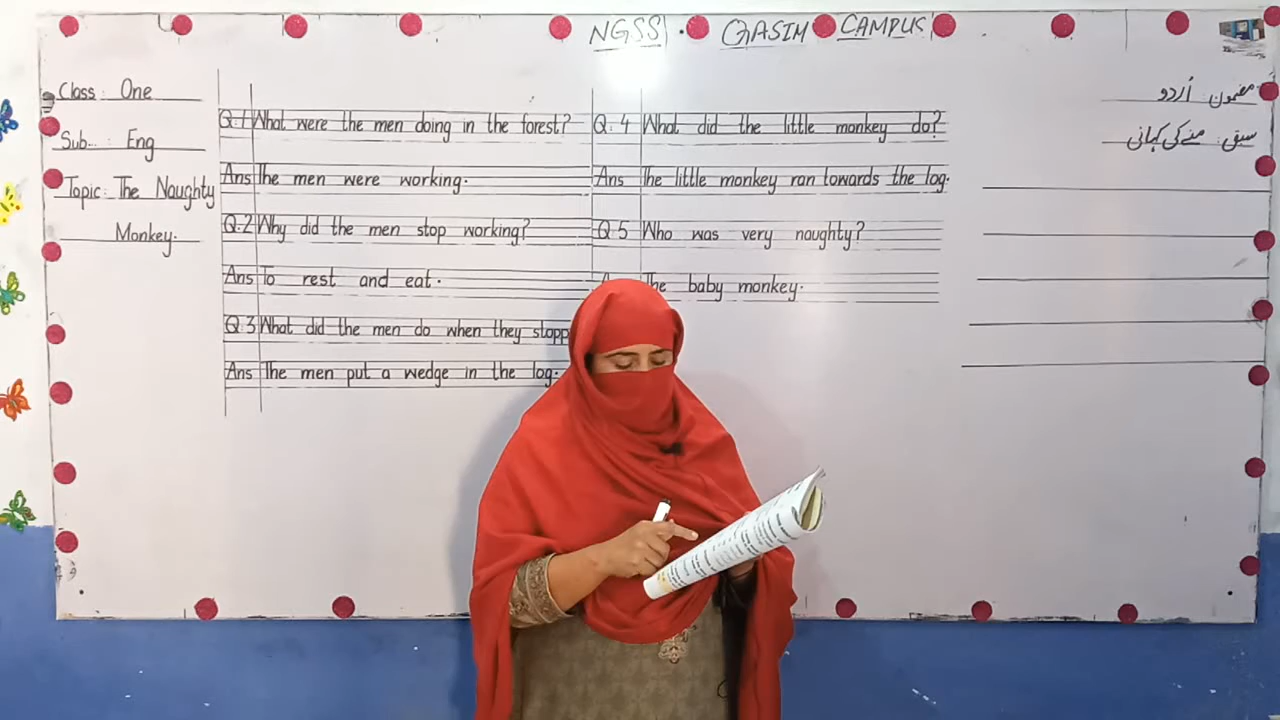 NGSS. QASIM CAMPUS
Class: One
Sub... Eng
Topic: The Naughty
Monkey.
Q.1 What were the men doing in the forest?
Ans The men were working.
Q.2 Why did the men stop working?
Ans To rest and eat.
Q.3 What did the men do when they
Ans The men put a wedge in the log.
Q.4 What did the little monkey do?
Ans The little monkey ran towards the log.
Q.5 Who was very naughty?
The baby monkey.
مضمون: اُردو
سبق: منے کی کہانی